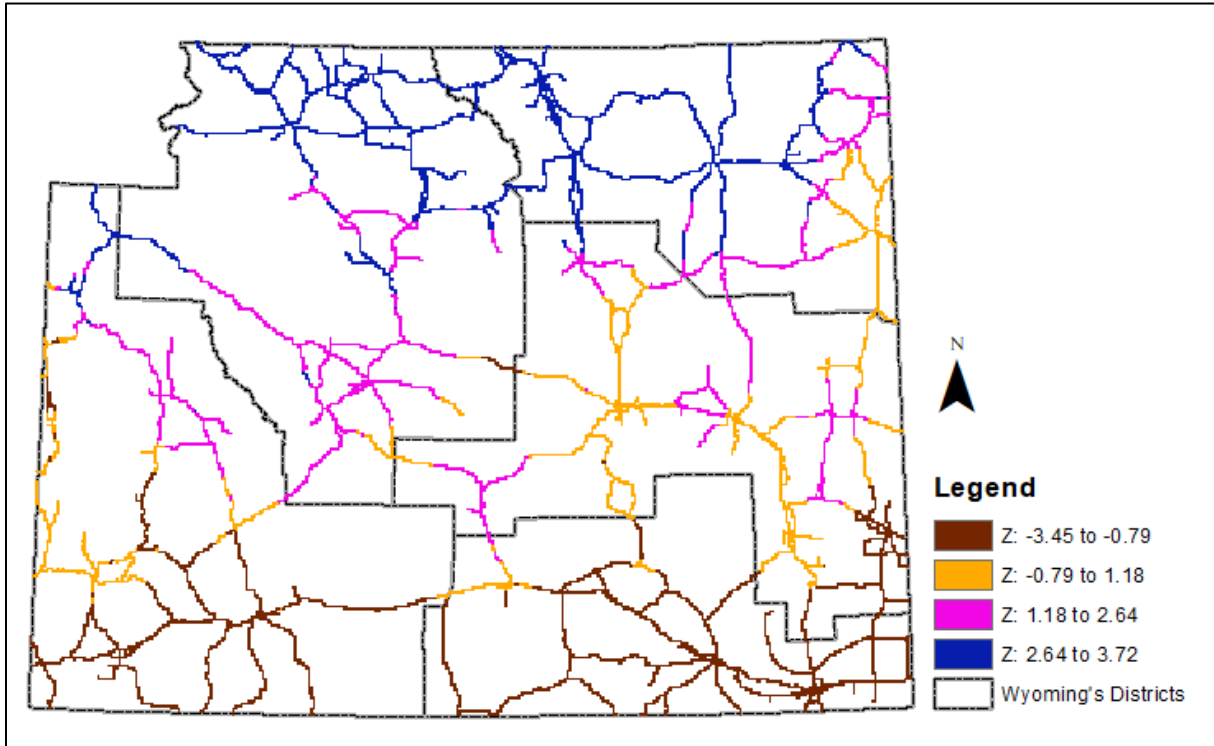 N
Legend
Z: -3.45 to -0.79
Z: -0.79 to 1.18
Z: 1.18 to 2.64
Z: 2.64 to 3.72
Wyoming's Districts